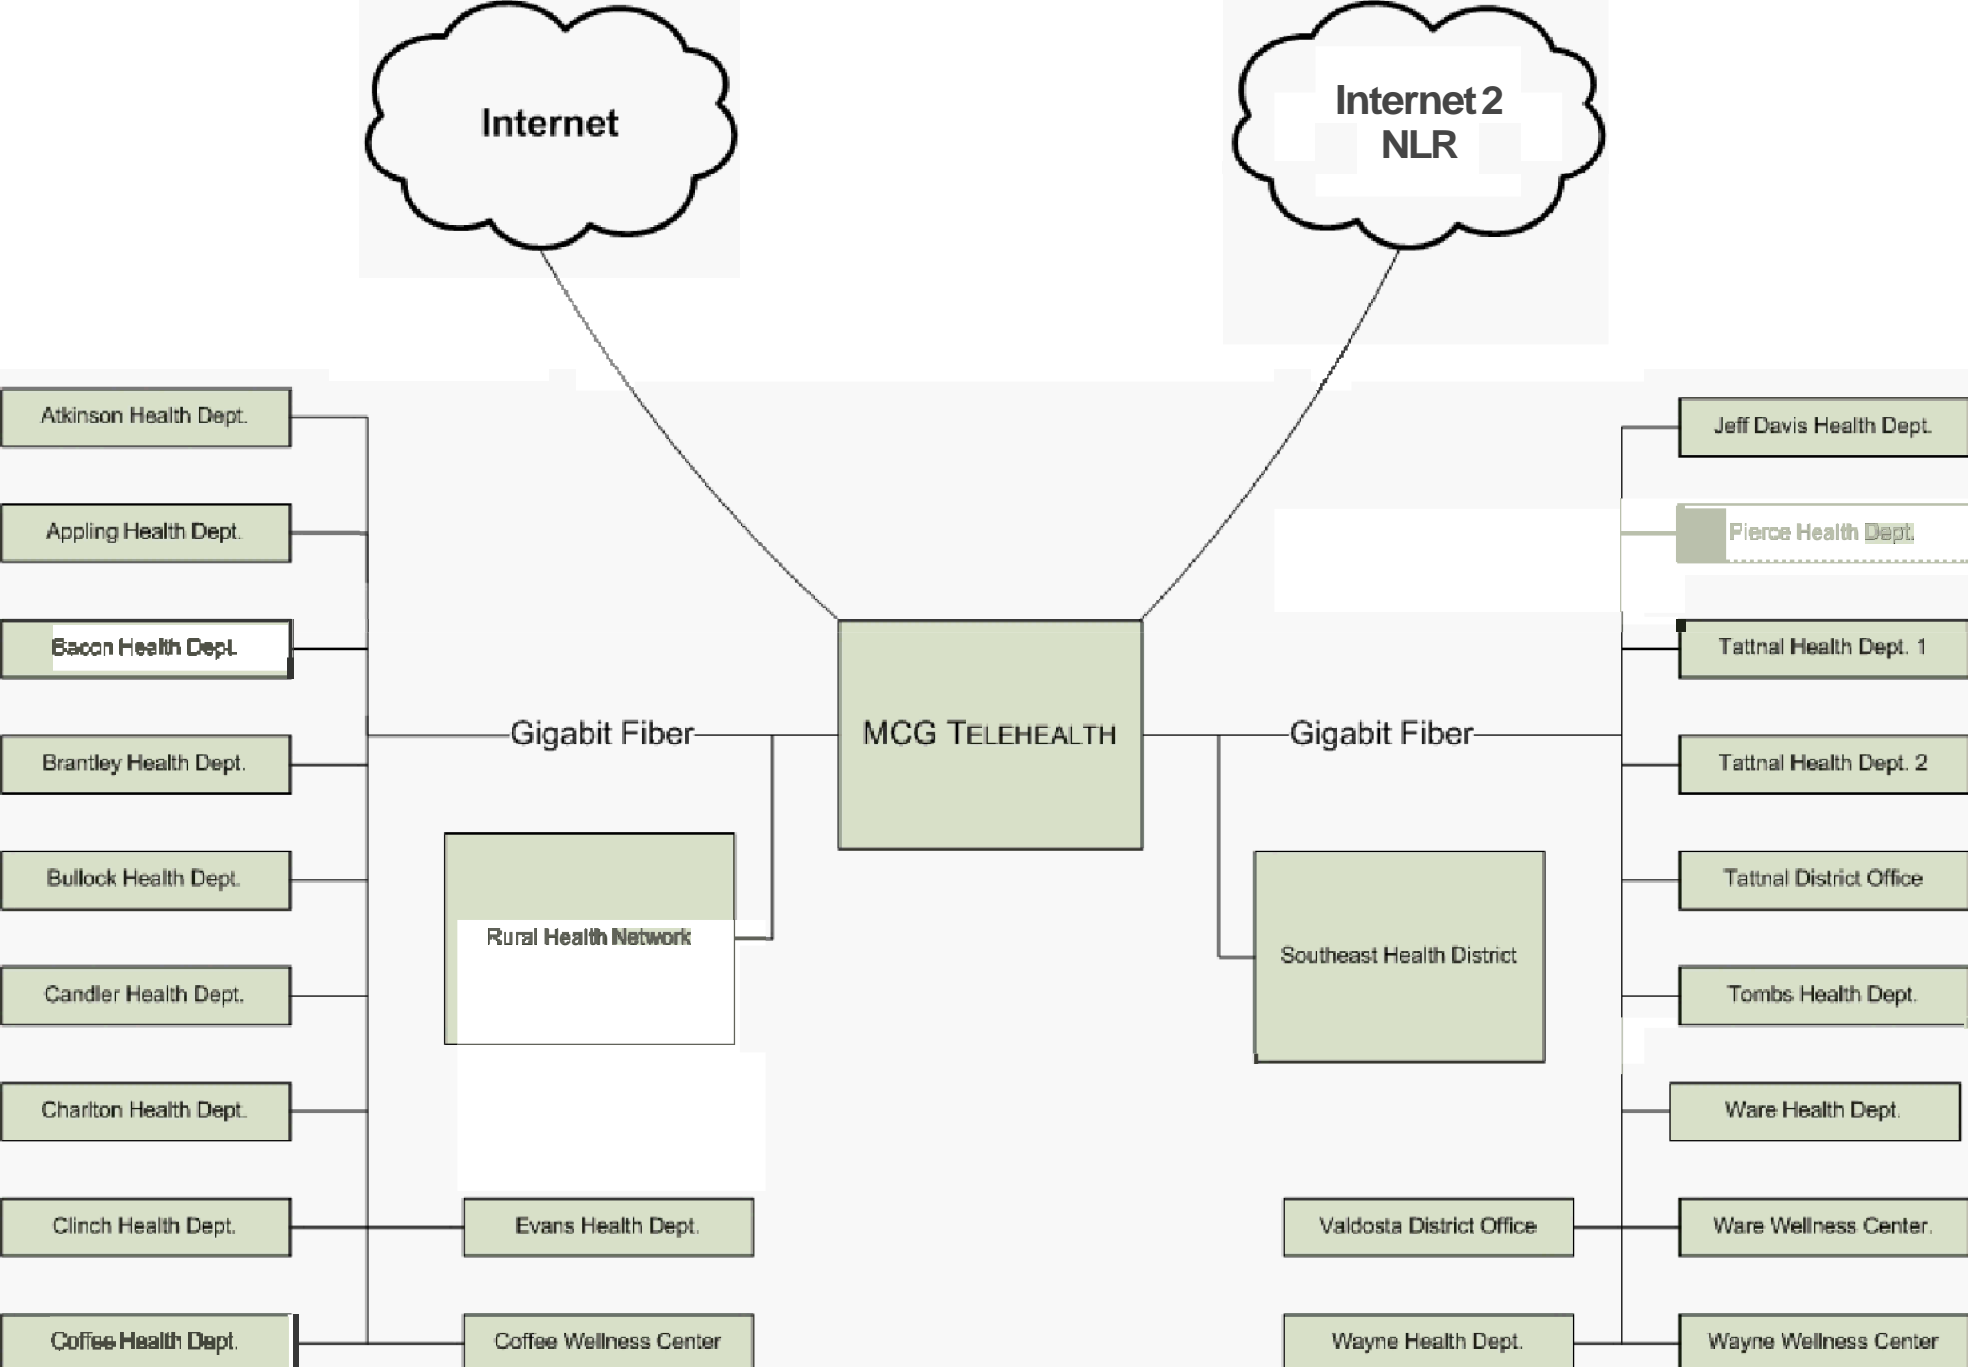 Internet
Internet 2
NLR
Atkinson Health Dept.
Jeff Davis Health Dept.
Appling Health Dept.
Pierce Health Dept.
Bacon Health Dept.
Tattnal Health Dept. 1
Gigabit Fiber
MCG TELEHEALTH
Gigabit Fiber
Brantley Health Dept.
Tattnal Health Dept. 2
Bullock Health Dept.
Tattnal District Office
Rural Health Network
Southeast Health District
Candler Health Dept.
Tombs Health Dept.
Charlton Health Dept.
Ware Health Dept.
Clinch Health Dept.
Evans Health Dept.
Valdosta District Office
Ware Wellness Center.
Coffee Health Dept.
Coffee Wellness Center
Wayne Health Dept.
Wayne Wellness Center